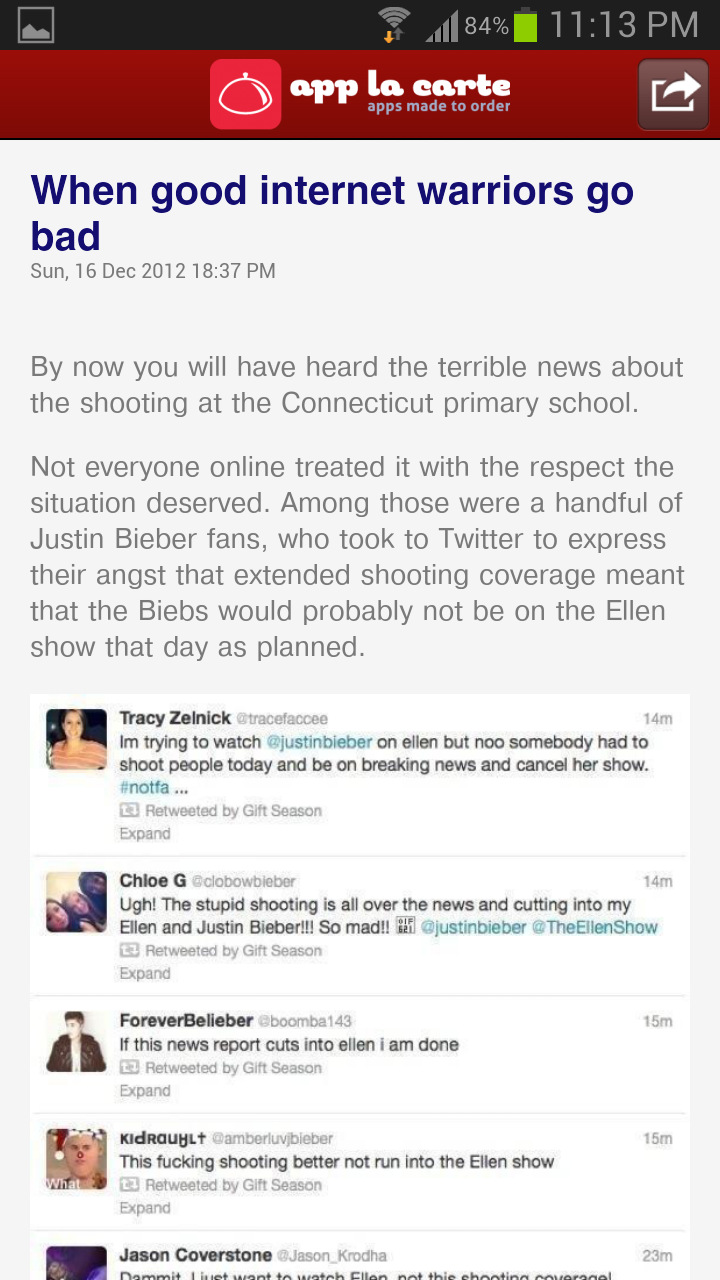 84% 11:13 PM
app la carte
apps made to order
When good internet warriors go
bad
Sun, 16 Dec 2012 18:37 PM
By now you will have heard the terrible news about
the shooting at the Connecticut primary school.
Not everyone online treated it with the respect the
situation deserved. Among those were a handful of
Justin Bieber fans, who took to Twitter to express
their angst that extended shooting coverage meant
that the Biebs would probably not be on the Ellen
show that day as planned.
Tracy Zelnick @tracefaccee 14m
Im trying to watch @justinbieber on ellen but noo somebody had to
shoot people today and be on breaking news and cancel her show.
#notfa ...
Retweeted by Gift Season
Expand
Chloe G @clobowbieber 14m
Ugh! The stupid shooting is all over the news and cutting into my
Ellen and Justin Bieber!!! So mad!! @justinbieber @TheEllenShow
Retweeted by Gift Season
Expand
ForeverBelieber @boomba143 15m
If this news report cuts into ellen i am done
Retweeted by Gift Season
Expand
@amberluvjbieber 15m
This fucking shooting better not run into the Ellen show
What
Retweeted by Gift Season
Expand
Jason Coverstone @Jason_Krodha 23m
Dammit, I just want to watch Ellen, not this shooting coverage!